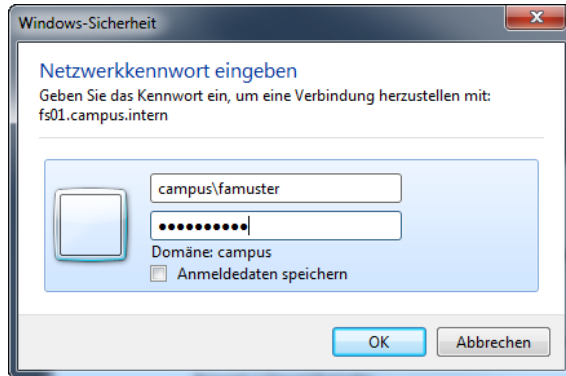 Windows-Sicherheit
Netzwerkkennwort eingeben
Geben Sie das Kennwort ein, um eine Verbindung herzustellen mit:
fs01.campus.intern
campus\famuster
●●●●●●●●●●
Domäne: campus
Anmeldedaten speichern
OK
Abbrechen